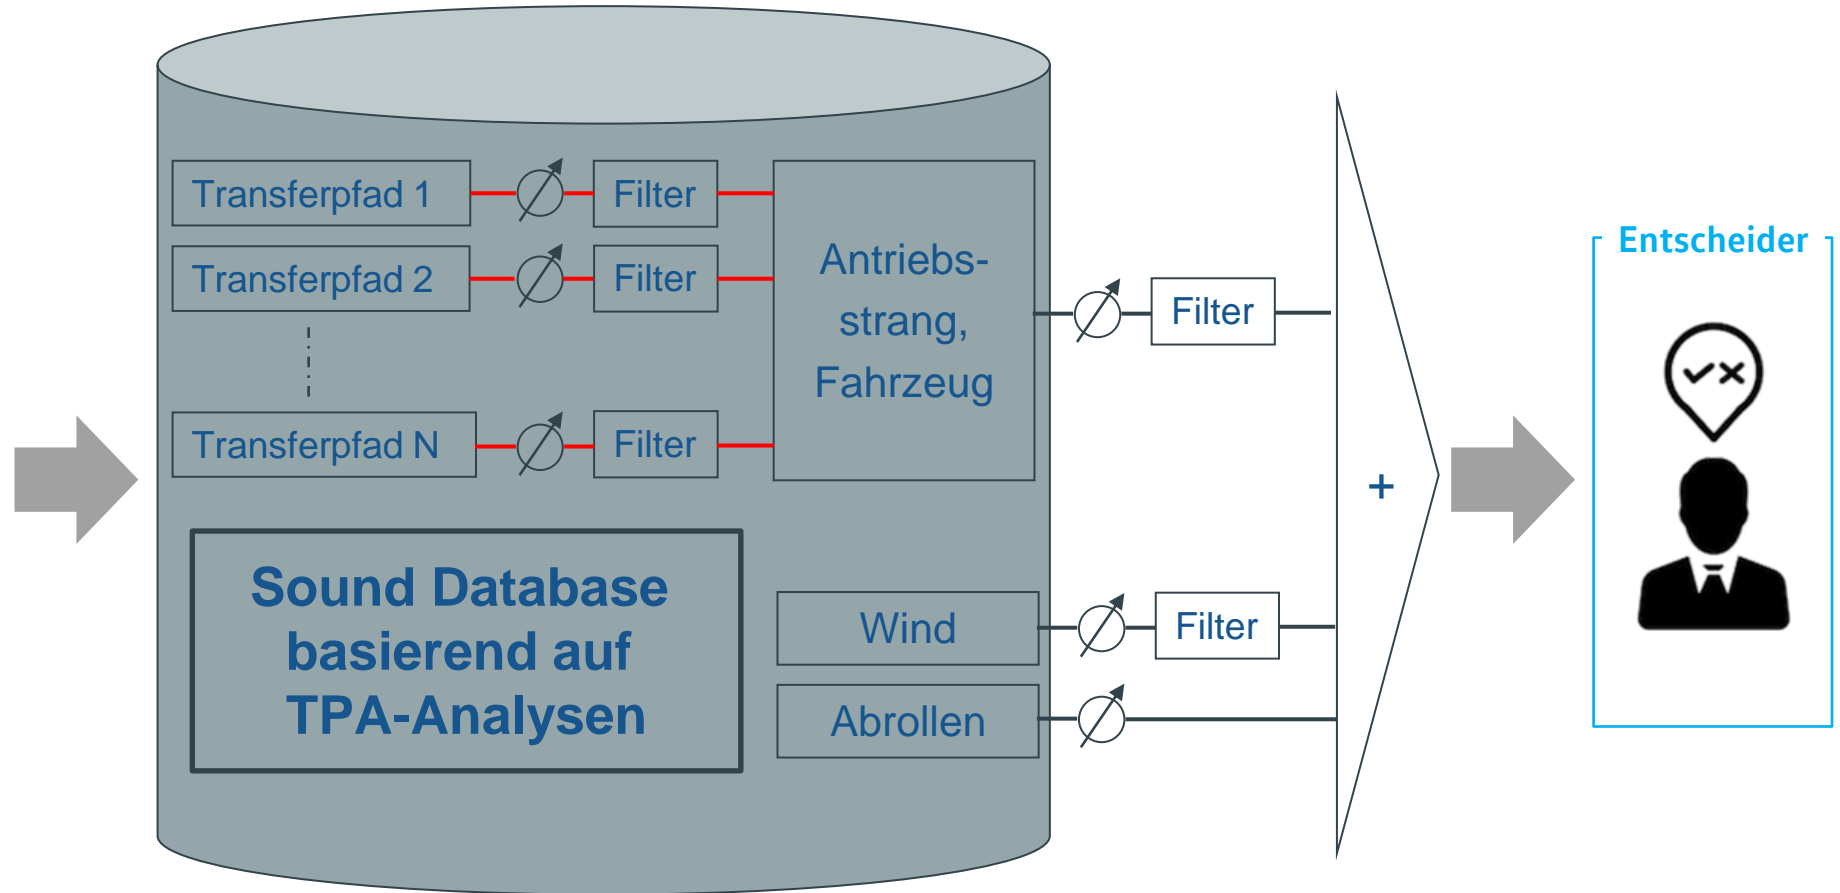 Transferpfad 1
Filter
Transferpfad 2
Filter
Transferpfad N
Filter
Antriebs-
strang,
Fahrzeug
Filter
Sound Database
basierend auf
TPA-Analysen
Wind
Filter
Abrollen
+
Entscheider